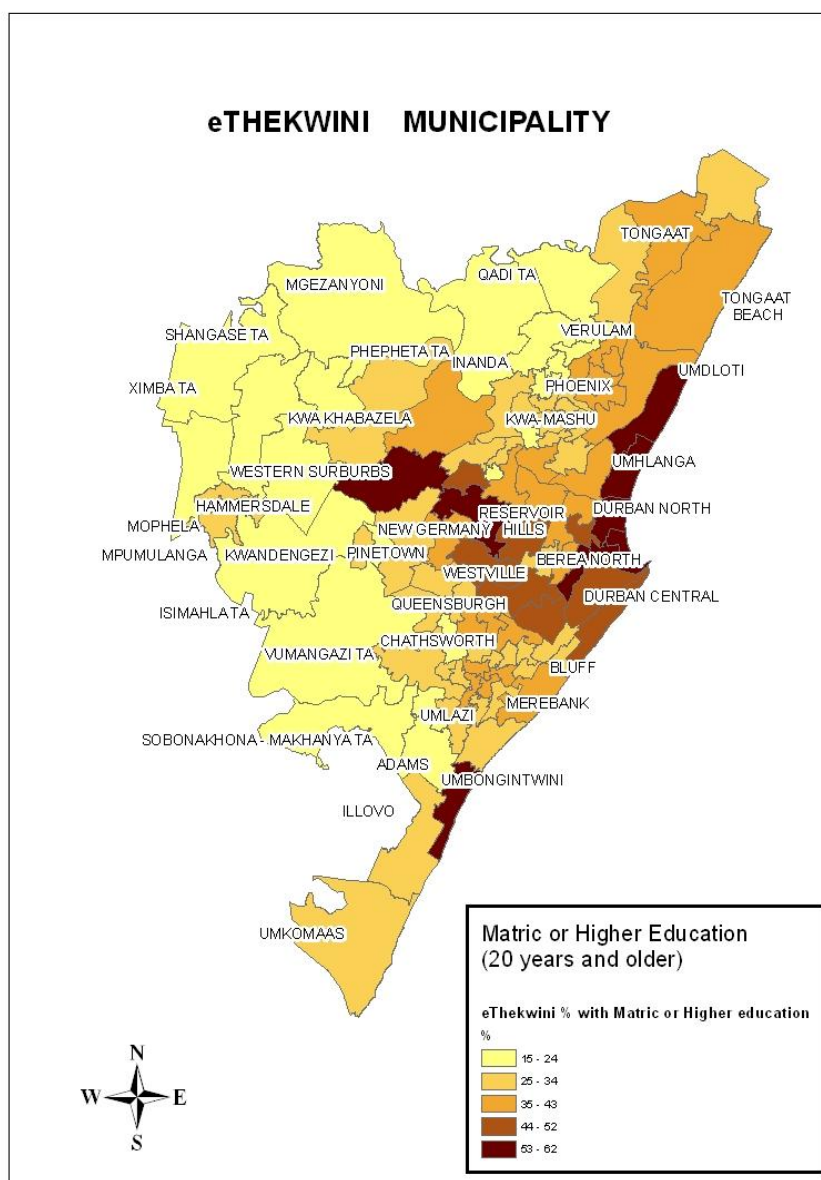 eTHEKWINI MUNICIPALITY
TONGAAT
QADI TA
MGEZANYONI
TONGAAT
BEACH
VERULAM
SHANGASE TA
PHEPHETA TA
INANDA
UMDLOTI
XIMBA TA
PHOENIX
KWA KHABAZELA
KWA-MASHU
UMHLANGA
WESTERN SURBURBS
HAMMERSDALE
RESERVOIR
HILLS
DURBAN NORTH
MOPHELA
NEW GERMANY
MPUMULANGA
KWANDENGEZI
PINETOWN
BEREA NORTH
WESTVILLE
DURBAN CENTRAL
ISIMAHLA TA
QUEENSBURGH
CHATHSWORTH
VUMANGAZI TA
BLUFF
MEREBANK
UMLAZI
SOBONAKHONA - MAKHANYA TA
ADAMS
UMBONGINTWINI
ILLOVO
UMKOMAAS
Matric or Higher Education
(20 years and older)
eThekwini % with Matric or Higher education
%
15 - 24
25 - 34
35 - 43
44 - 52
53 - 62
N
W E
S